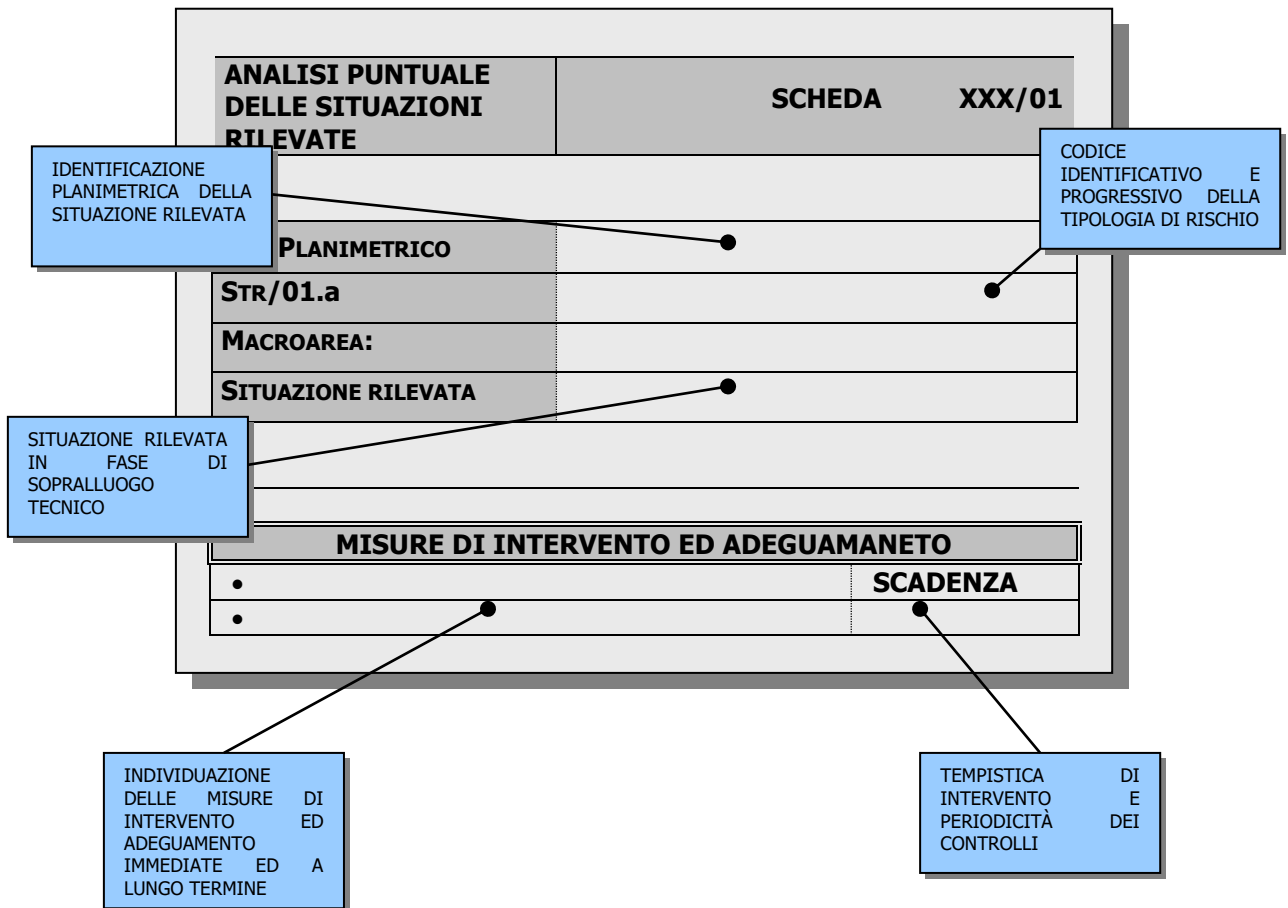 ANALISI PUNTUALE
DELLE SITUAZIONI
RILEVATE
SCHEDA XXX/01
IDENTIFICAZIONE
PLANIMETRICA DELLA
SITUAZIONE RILEVATA
CODICE
IDENTIFICATIVO E
PROGRESSIVO DELLA
TIPOLOGIA DI RISCHIO
PLANIMETRICO
STR/01.a
MACROAREA:
SITUAZIONE RILEVATA
SITUAZIONE RILEVATA
IN FASE DI
SOPRALLUOGO
TECNICO
MISURE DI INTERVENTO ED ADEGUAMANETO
•
SCADENZA
•
INDIVIDUAZIONE
DELLE MISURE DI
INTERVENTO ED
ADEGUAMENTO
IMMEDIATE ED A
LUNGO TERMINE
TEMPISTICA DI
INTERVENTO E
PERIODICITÀ DEI
CONTROLLI